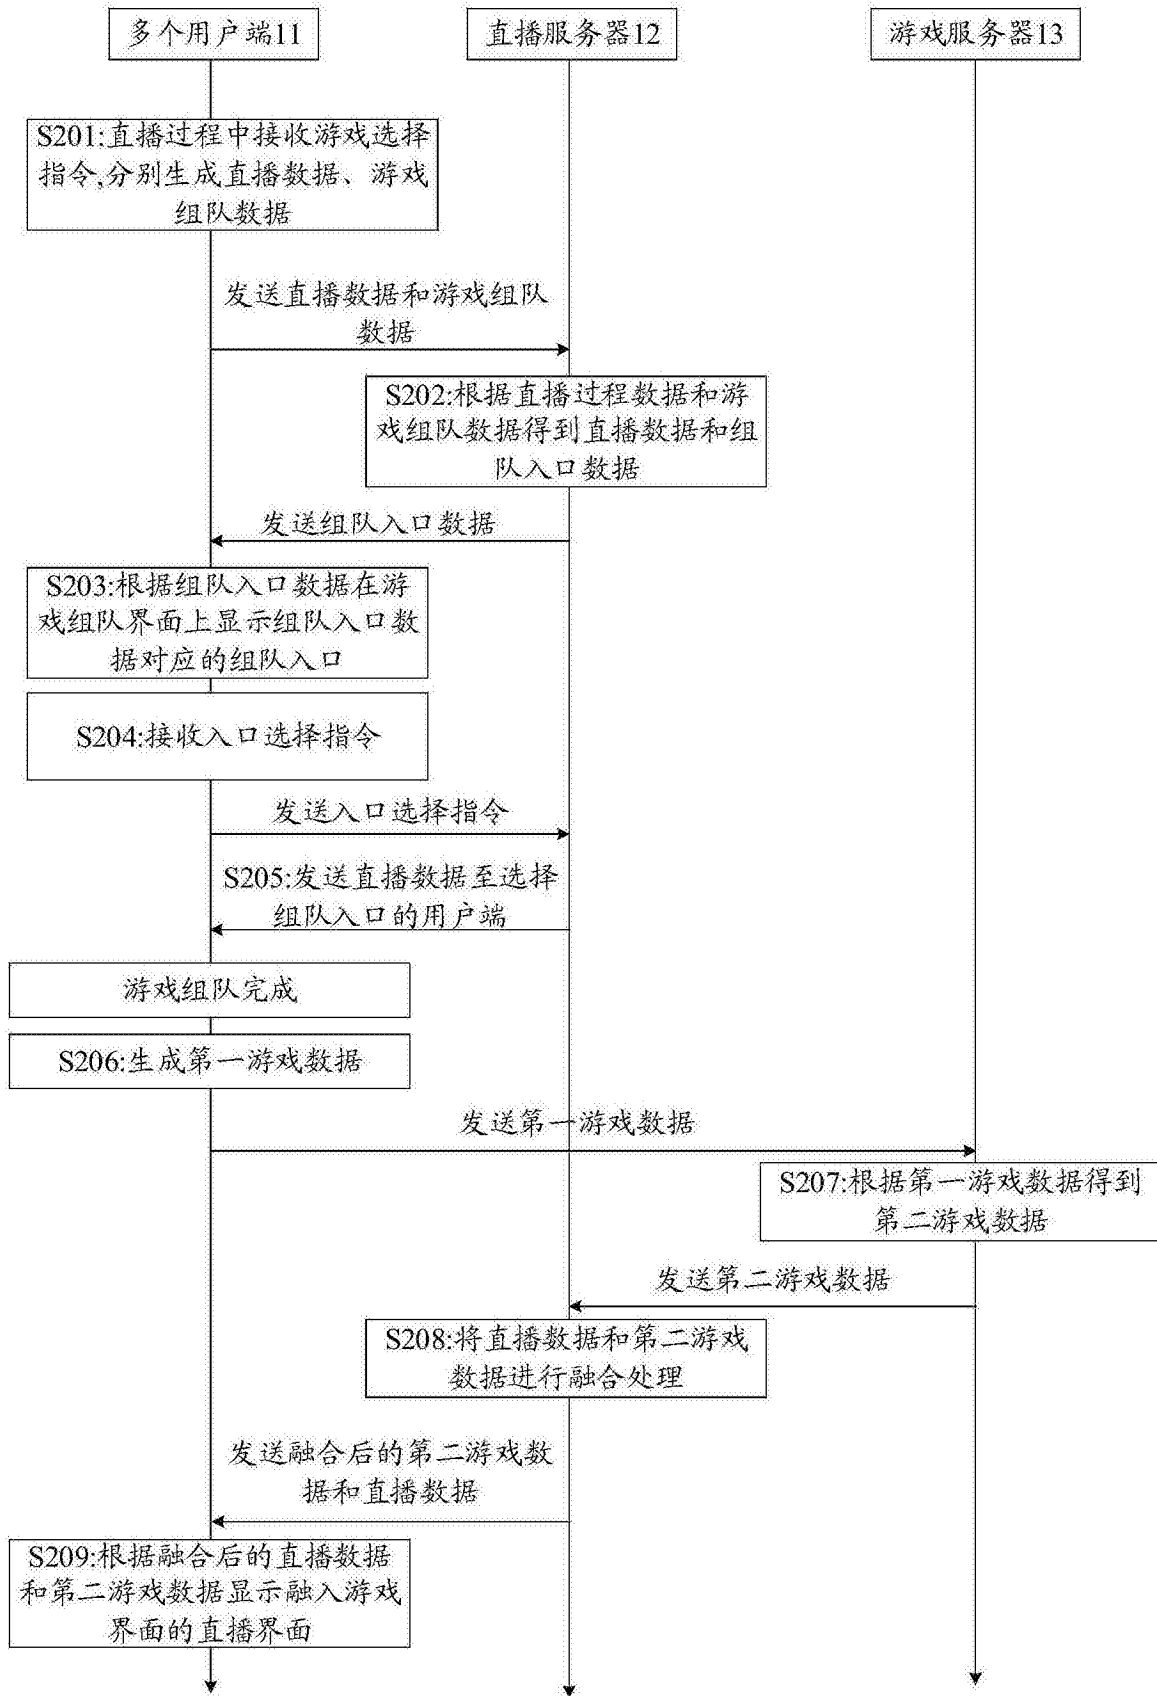 多个用户端11
直播服务器12
游戏服务器13
S201:直播过程中接收游戏选择
指令,分别生成直播数据、游戏
组队数据
发送直播数据和游戏组队
数据
S202:根据直播过程数据和游
戏组队数据得到直播数据和组
队入口数据
发送组队入口数据
S203:根据组队入口数据在游
戏组队界面上显示组队入口数
据对应的组队入口
S204:接收入口选择指令
发送入口选择指令
S205:发送直播数据至选择
组队入口的用户端
游戏组队完成
S206:生成第一游戏数据
发送第一游戏数据
S207:根据第一游戏数据得到
第二游戏数据
发送第二游戏数据
S208:将直播数据和第二游戏
数据进行融合处理
发送融合后的第二游戏数
据和直播数据
S209:根据融合后的直播数据
和第二游戏数据显示融入游戏
界面的直播界面